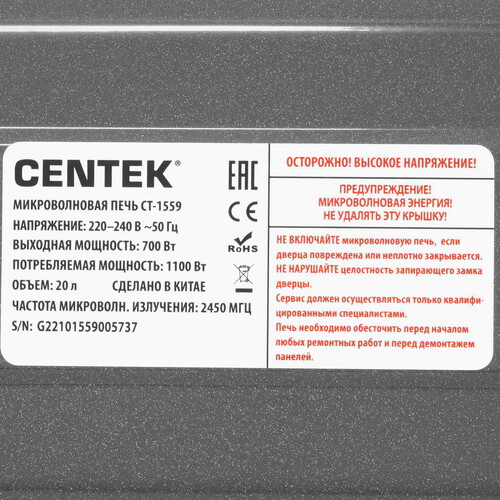 CENTEK®
МИКРОВОЛНОВАЯ ПЕЧЬ CT-1559
НАПРЯЖЕНИЕ: 220–240 В ~50 Гц
ВЫХОДНАЯ МОЩНОСТЬ: 700 Вт
ПОТРЕБЛЯЕМАЯ МОЩНОСТЬ: 1100 Вт
ОБЪЕМ: 20 л СДЕЛАНО В КИТАЕ
ЧАСТОТА МИКРОВОЛН. ИЗЛУЧЕНИЯ: 2450 МГЦ
S/N: G22101559005737
EAC
CE
RoHS
ОСТОРОЖНО! ВЫСОКОЕ НАПРЯЖЕНИЕ!
ПРЕДУПРЕЖДЕНИЕ!
МИКРОВОЛНОВАЯ ЭНЕРГИЯ!
НЕ УДАЛЯТЬ ЭТУ КРЫШКУ!
НЕ ВКЛЮЧАЙТЕ микроволновую печь, если
дверца повреждена или неплотно закрывается.
НЕ НАРУШАЙТЕ целостность запирающего замка
дверцы.
Сервис должен осуществляться только квалифи-
цированными специалистами.
Печь необходимо обесточить перед началом
любых ремонтных работ и перед демонтажем
панелей.